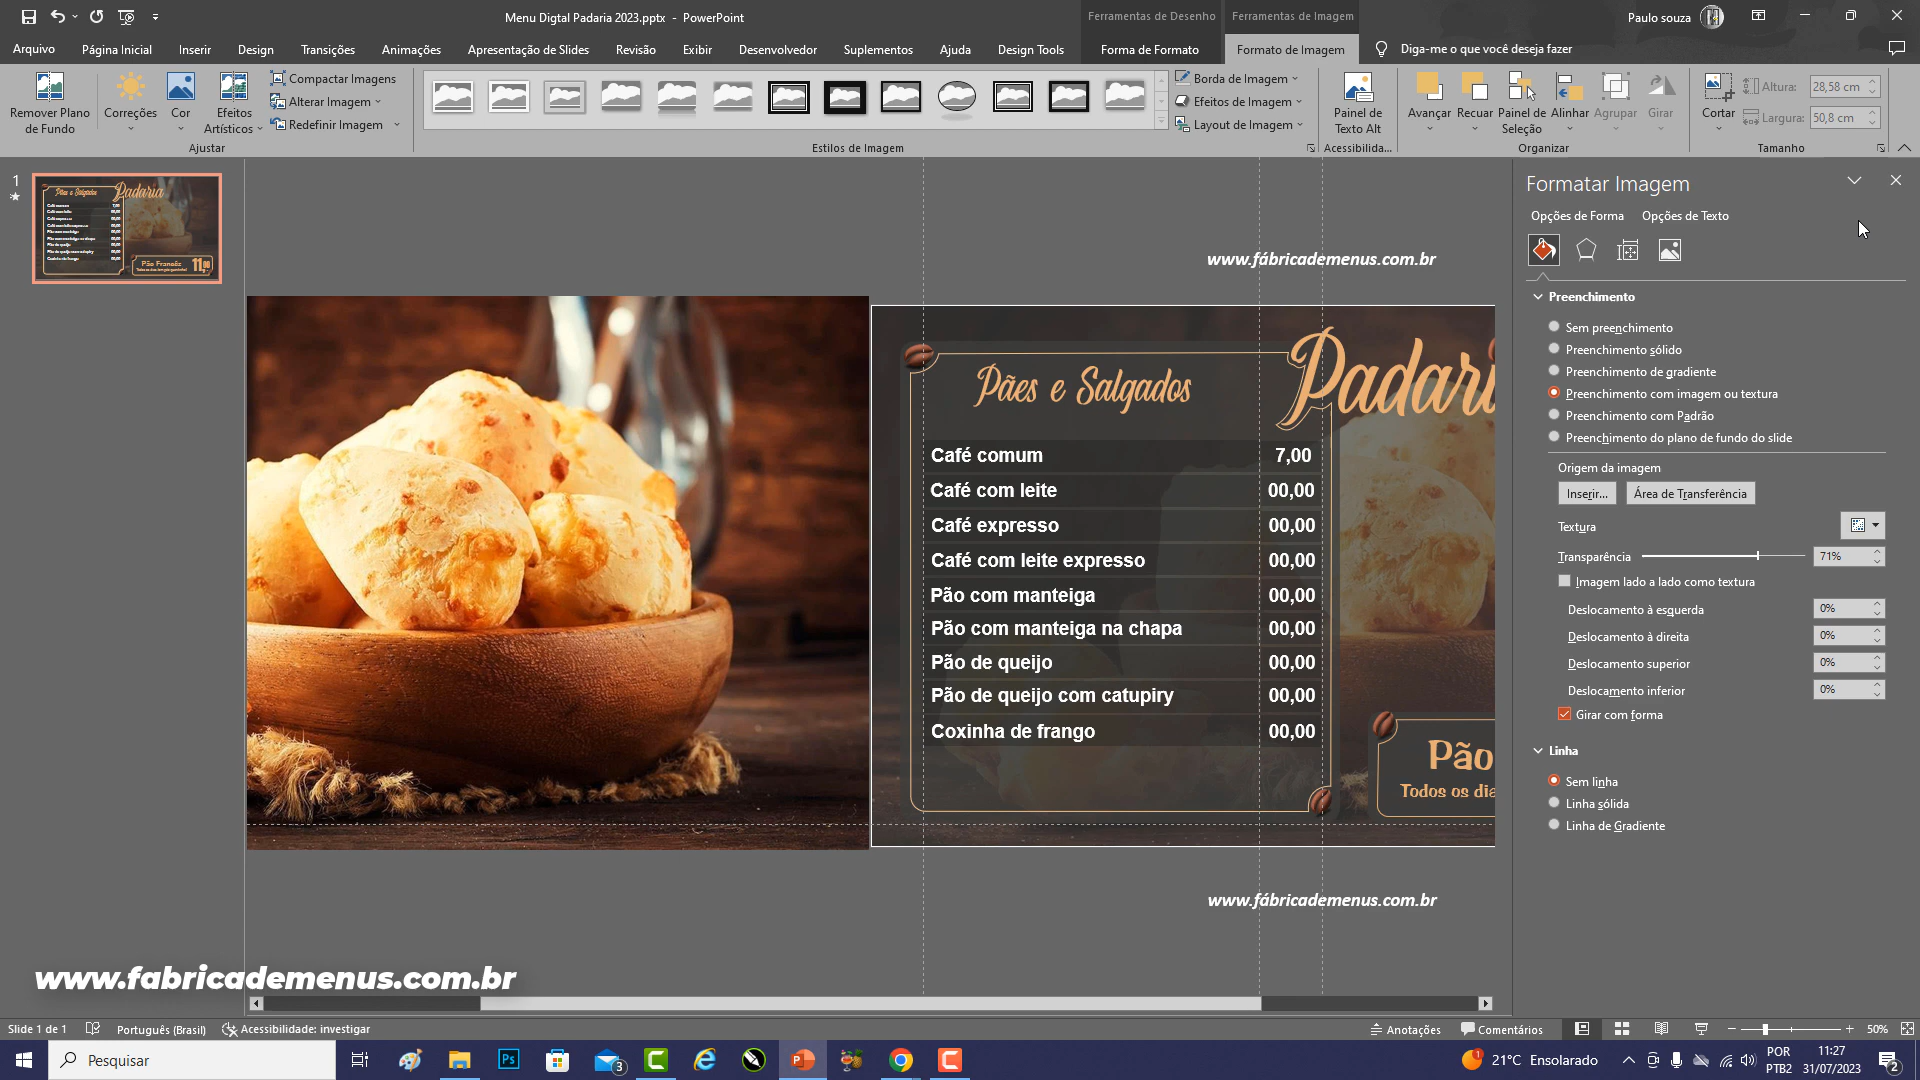 Menu Digtal Padaria 2023.pptx - PowerPoint
Ferramentas de Desenho
Ferramentas de Imagem
Paulo souza
Arquivo
Página Inicial
Inserir
Design
Transições
Animações
Apresentação de Slides
Revisão
Exibir
Desenvolvedor
Suplementos
Ajuda
Design Tools
Forma de Formato
Formato de Imagem
Diga-me o que você deseja fazer
Remover Plano de Fundo
Correções
Cor
Efeitos Artísticos
Compactar Imagens
Alterar Imagem
Redefinir Imagem
Ajustar
Estilos de Imagem
Borda de Imagem
Efeitos de Imagem
Layout de Imagem
Painel de Texto Alt
Acessibilida...
Avançar
Recuar
Painel de Seleção
Alinhar
Agrupar
Girar
Organizar
Cortar
Altura: 28,58 cm
Largura: 50,8 cm
Tamanho
1
Pães e Salgados
Padaria
Pão Francês
11,
www.fábricademenus.com.br
Pães e Salgados
Padari
Café comum 7,00
Café com leite 00,00
Café expresso 00,00
Café com leite expresso 00,00
Pão com manteiga 00,00
Pão com manteiga na chapa 00,00
Pão de queijo 00,00
Pão de queijo com catupiry 00,00
Coxinha de frango 00,00
Pão
Todos os dia
www.fábricademenus.com.br
www.fabricademenus.com.br
Formatar Imagem
Opções de Forma
Opções de Texto
Preenchimento
Sem preenchimento
Preenchimento sólido
Preenchimento de gradiente
Preenchimento com imagem ou textura
Preenchimento com Padrão
Preenchimento do plano de fundo do slide
Origem da imagem
Inserir...
Área de Transferência
Textura
Transparência 71%
Imagem lado a lado como textura
Deslocamento à esquerda 0%
Deslocamento à direita 0%
Deslocamento superior 0%
Deslocamento inferior 0%
Girar com forma
Linha
Sem linha
Linha sólida
Linha de Gradiente
Slide 1 de 1
Português (Brasil)
Acessibilidade: investigar
Anotações
Comentários
50%
Pesquisar
Ps
3
1
21°C Ensolarado
POR
PTB2
11:27
31/07/2023
2